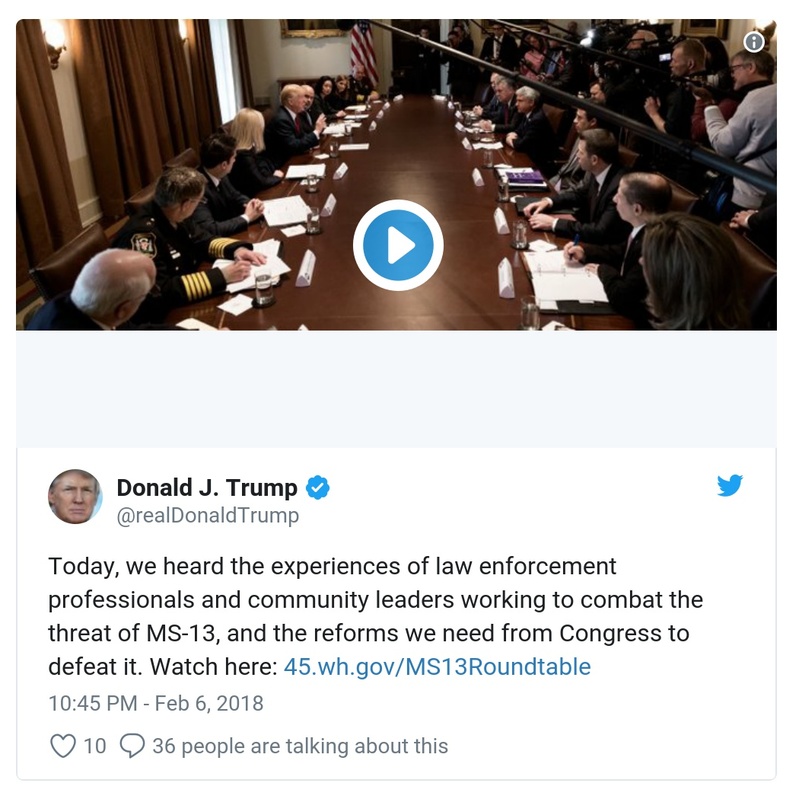 Donald J. Trump
@realDonaldTrump
Today, we heard the experiences of law enforcement
professionals and community leaders working to combat the
threat of MS-13, and the reforms we need from Congress to
defeat it. Watch here: 45.wh.gov/MS13Roundtable
10:45 PM - Feb 6, 2018
10 36 people are talking about this